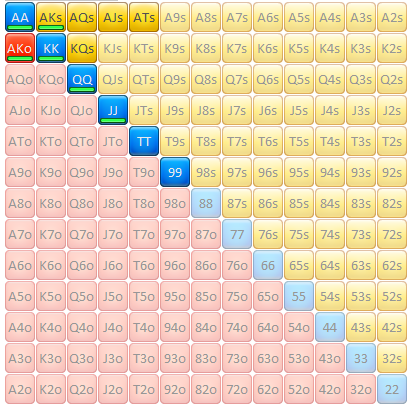 AA AKs AQs AJs ATs A9s A8s A7s A6s A5s A4s A3s A2s
AKo KK KQs KJs KTs K9s K8s K7s K6s K5s K4s K3s K2s
AQo KQo QQ QJs QTs Q9s Q8s Q7s Q6s Q5s Q4s Q3s Q2s
AJo KJo QJo JJ JTs J9s J8s J7s J6s J5s J4s J3s J2s
ATo KTo QTo JTo TT T9s T8s T7s T6s T5s T4s T3s T2s
A9o K9o Q9o J9o T9o 99 98s 97s 96s 95s 94s 93s 92s
A8o K8o Q8o J8o T8o 98o 88 87s 86s 85s 84s 83s 82s
A7o K7o Q7o J7o T7o 97o 87o 77 76s 75s 74s 73s 72s
A6o K6o Q6o J6o T6o 96o 86o 76o 66 65s 64s 63s 62s
A5o K5o Q5o J5o T5o 95o 85o 75o 65o 55 54s 53s 52s
A4o K4o Q4o J4o T4o 94o 84o 74o 64o 54o 44 43s 42s
A3o K3o Q3o J3o T3o 93o 83o 73o 63o 53o 43o 33 32s
A2o K2o Q2o J2o T2o 92o 82o 72o 62o 52o 42o 32o 22